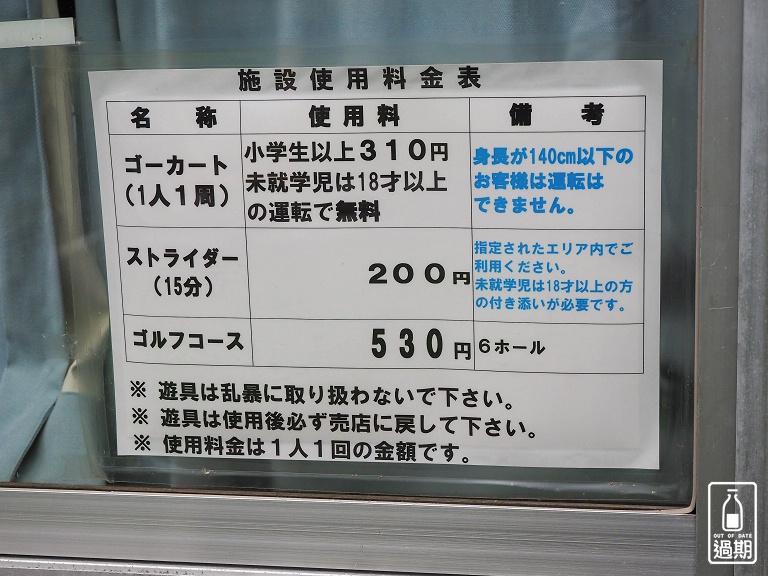 施設使用料金表
名称 使用料 備考
ゴーカート
(1人1周)
小学生以上310円
未就学児は18才以上
の運転で無料
身長が140cm以下の
お客様は運転は
できません。
ストライダー
(15分)
200円
指定されたエリア内でご
利用ください。
未就学児は18才以上の方
の付き添いが必要です。
ゴルフコース 530円 6ホール
※ 遊具は乱暴に取り扱わないで下さい。
※ 遊具は使用後必ず売店に戻して下さい。
※ 使用料金は1人1回の金額です。
OUT OF DATE
過期